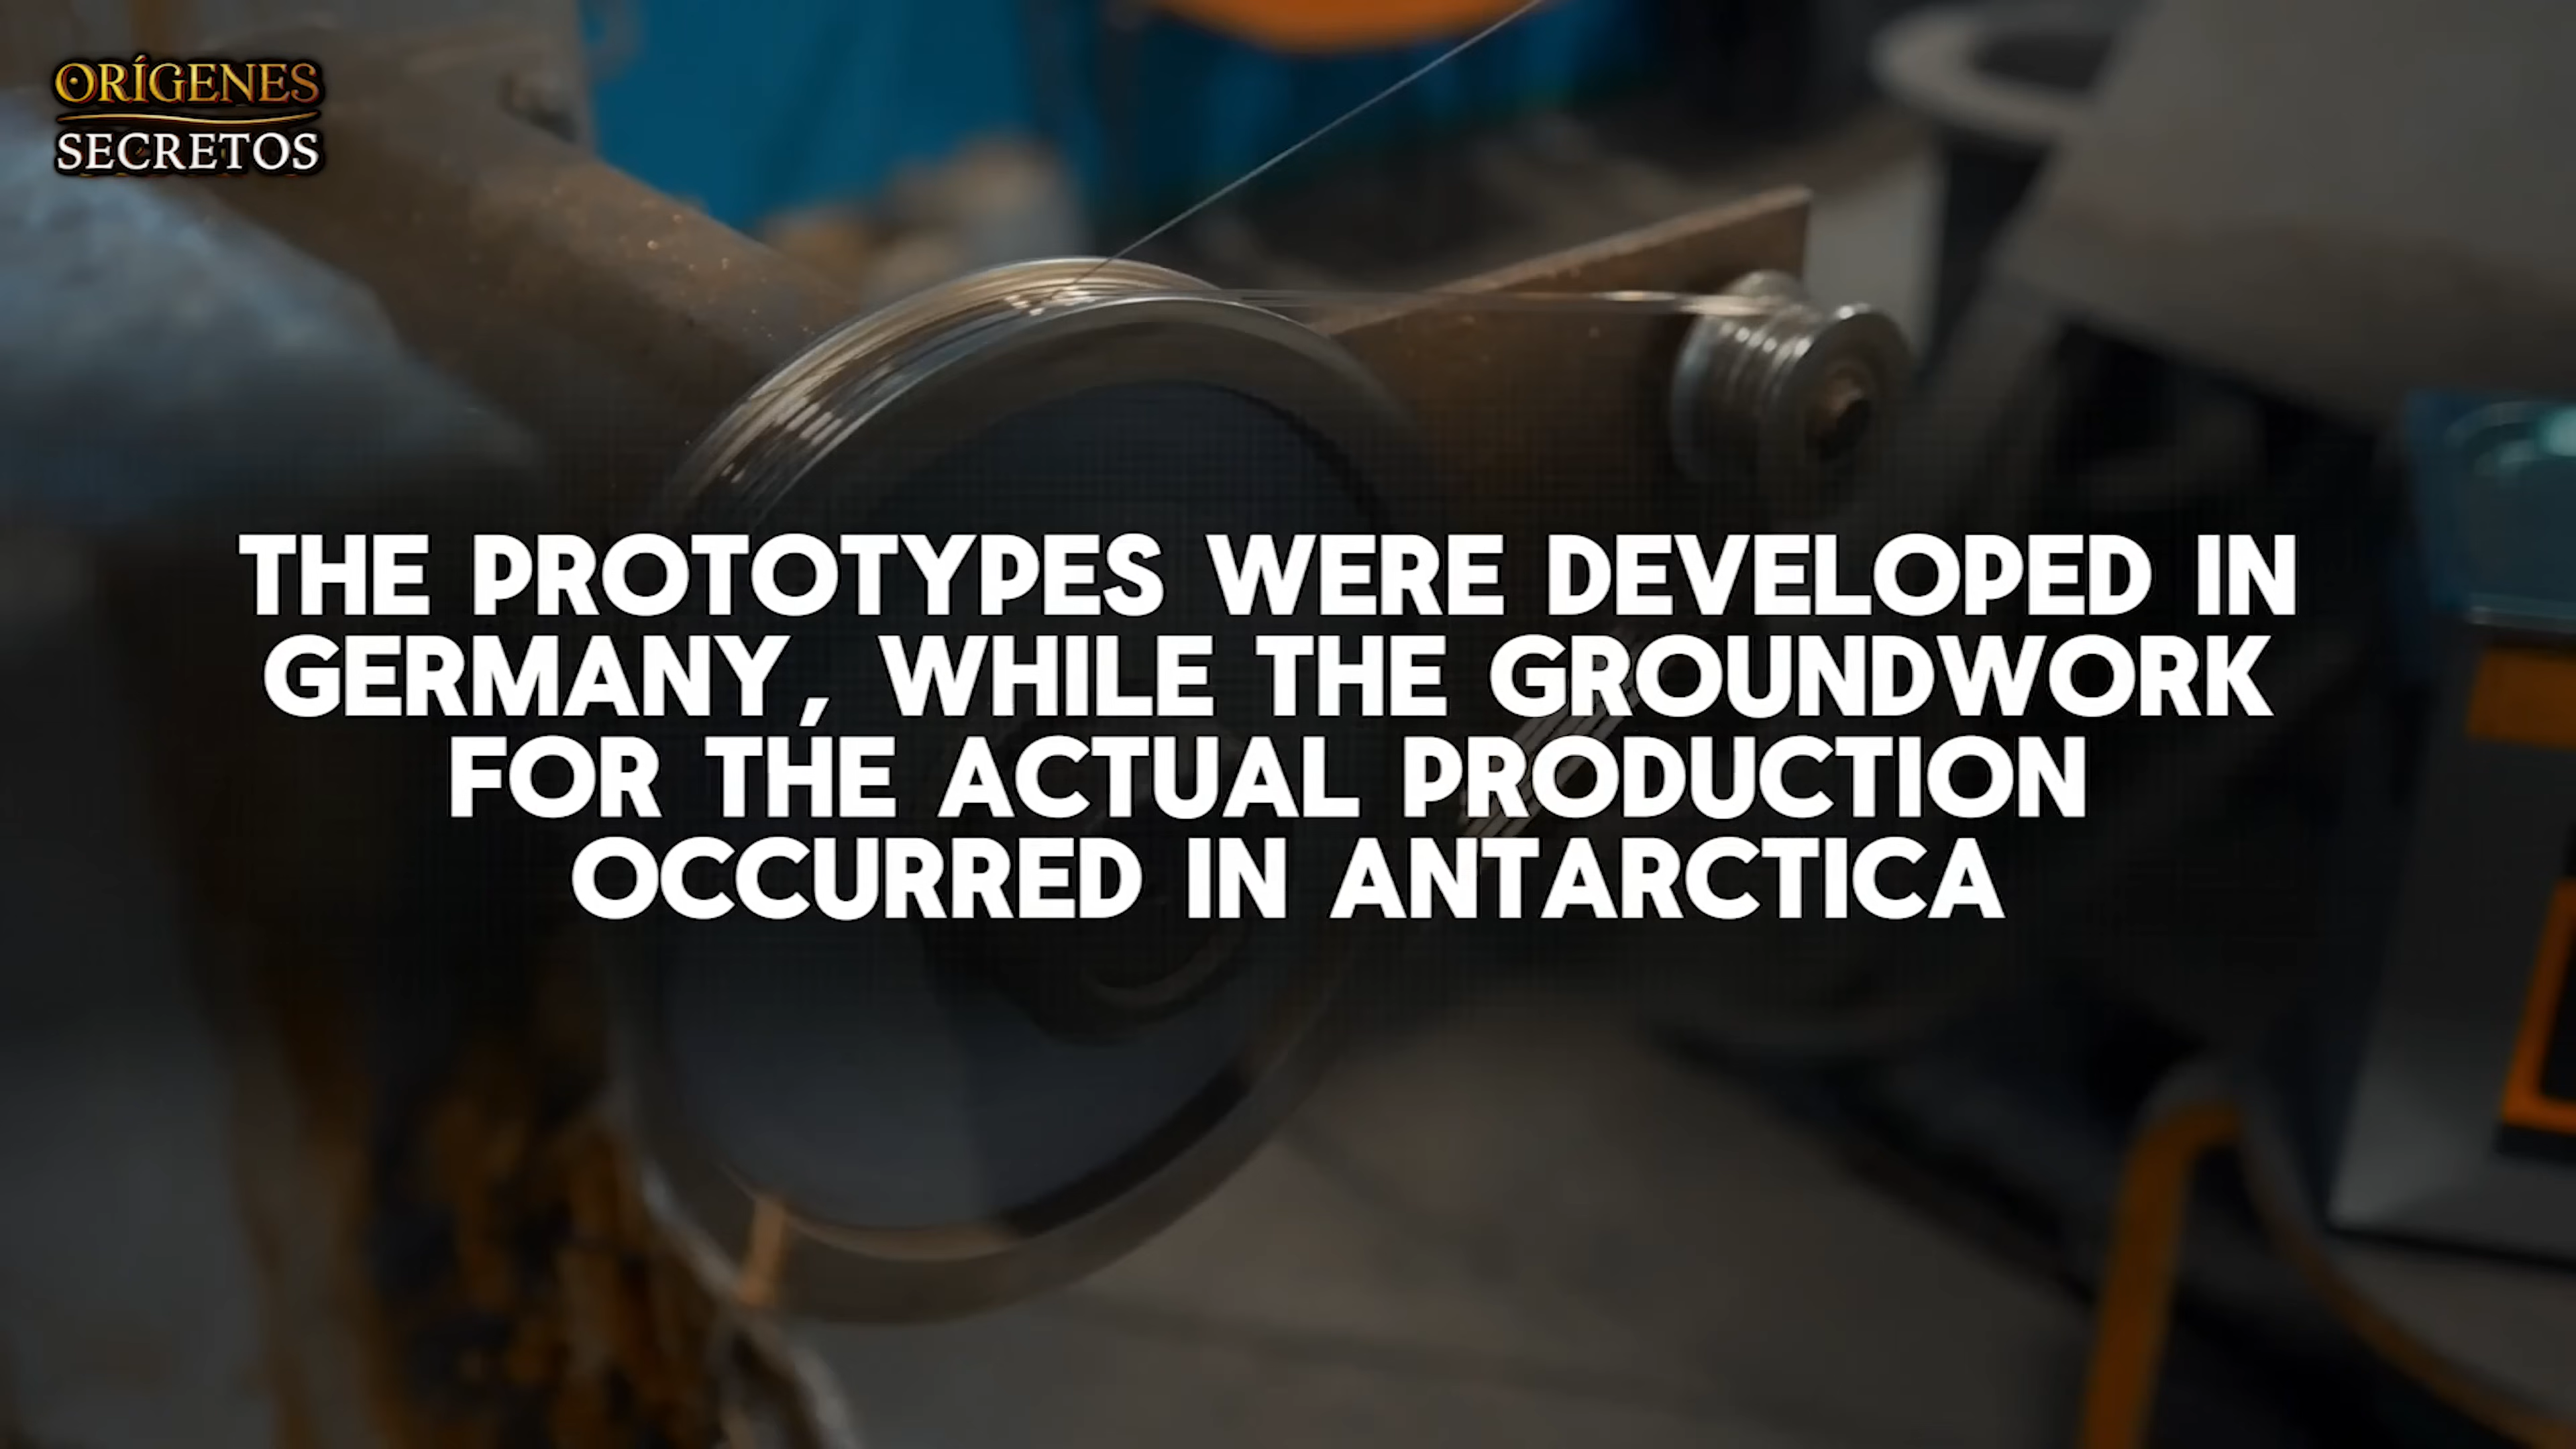 ORÍGENES
SECRETOS
THE PROTOTYPES WERE DEVELOPED IN
GERMANY, WHILE THE GROUNDWORK
FOR THE ACTUAL PRODUCTION
OCCURRED IN ANTARCTICA